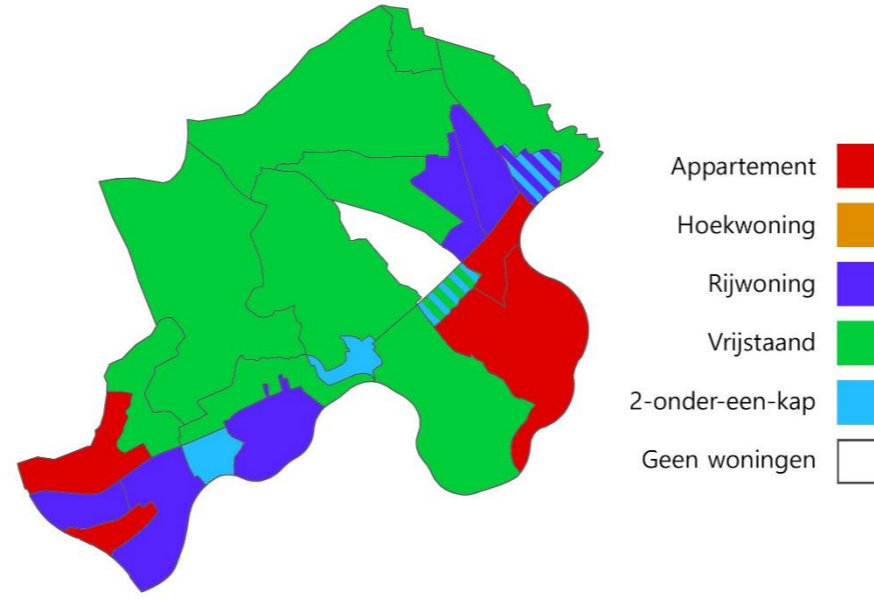 Appartement
Hoekwoning
Rijwoning
Vrijstaand
2-onder-een-kap
Geen woningen